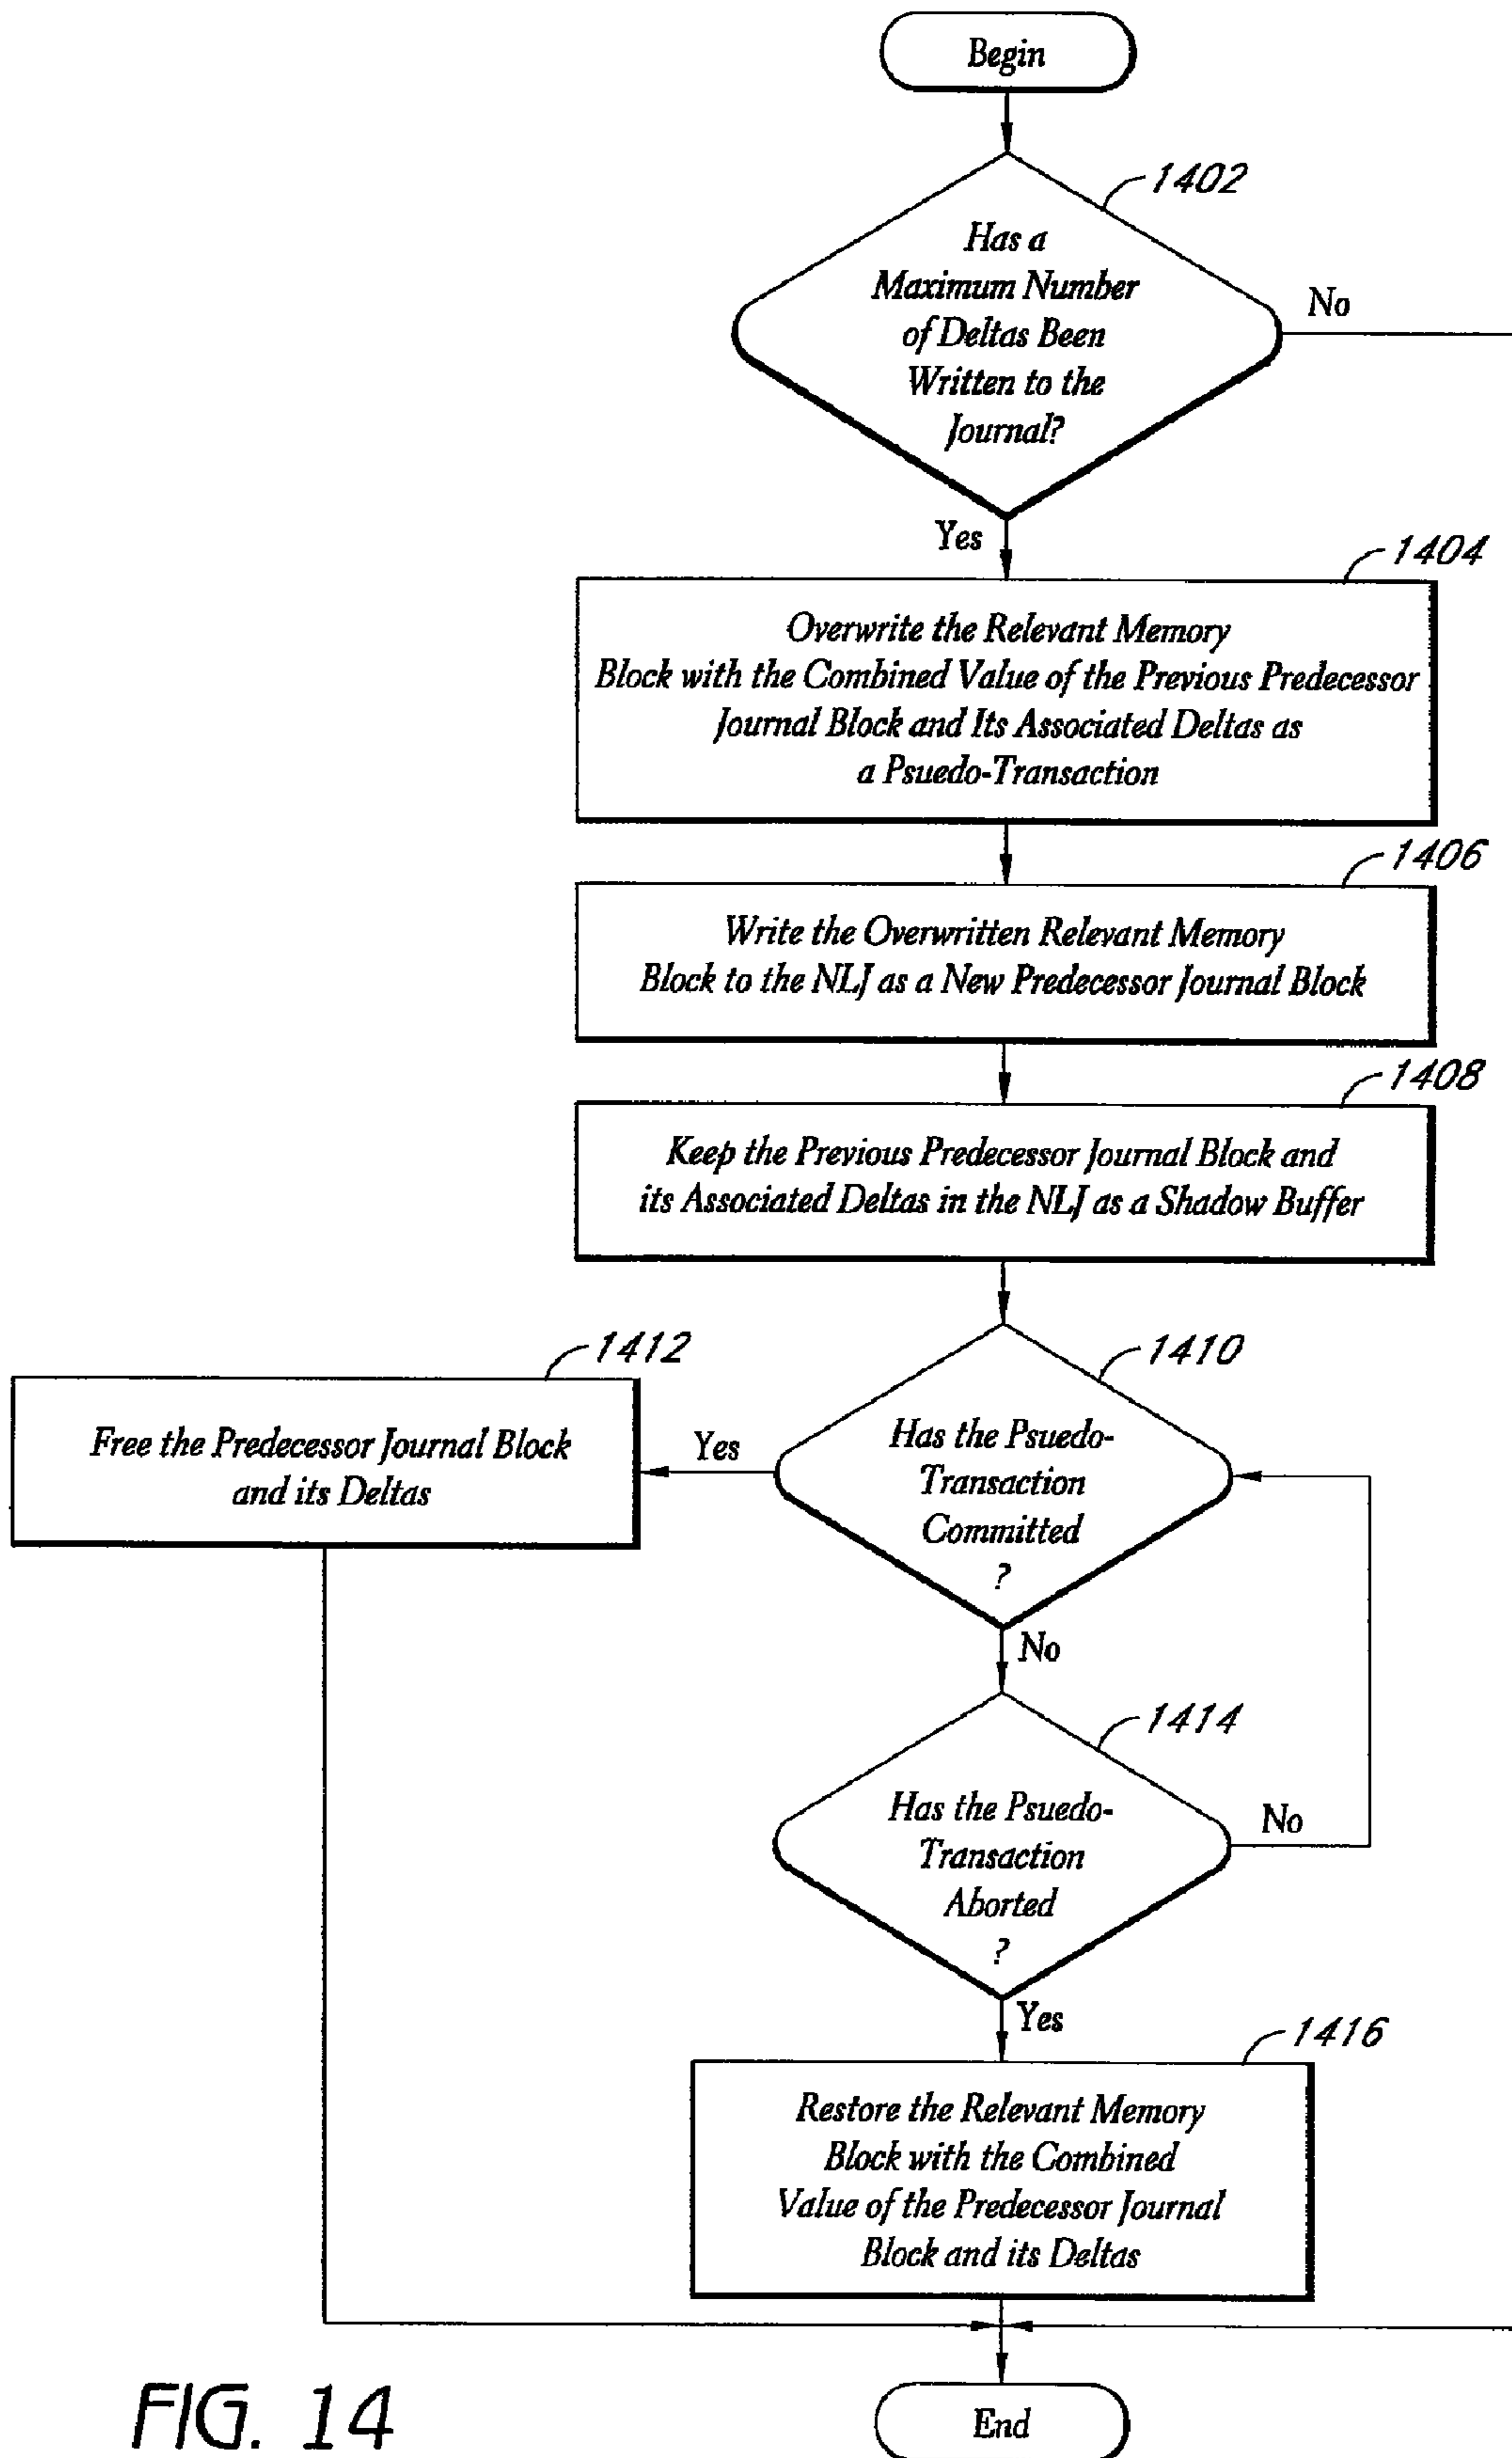 Begin
1402
Has a
Maximum Number
of Deltas Been
Written to the
Journal?
No
Yes
1404
Overwrite the Relevant Memory
Block with the Combined Value of the Previous Predecessor
Journal Block and Its Associated Deltas as
a Psuedo-Transaction
1406
Write the Overwritten Relevant Memory
Block to the NLJ as a New Predecessor Journal Block
1408
Keep the Previous Predecessor Journal Block and
its Associated Deltas in the NLJ as a Shadow Buffer
1410
Has the Psuedo-
Transaction
Committed
?
Yes
1412
Free the Predecessor Journal Block
and its Deltas
No
1414
Has the Psuedo-
Transaction
Aborted
?
No
Yes
1416
Restore the Relevant Memory
Block with the Combined
Value of the Predecessor Journal
Block and its Deltas
End
FIG. 14